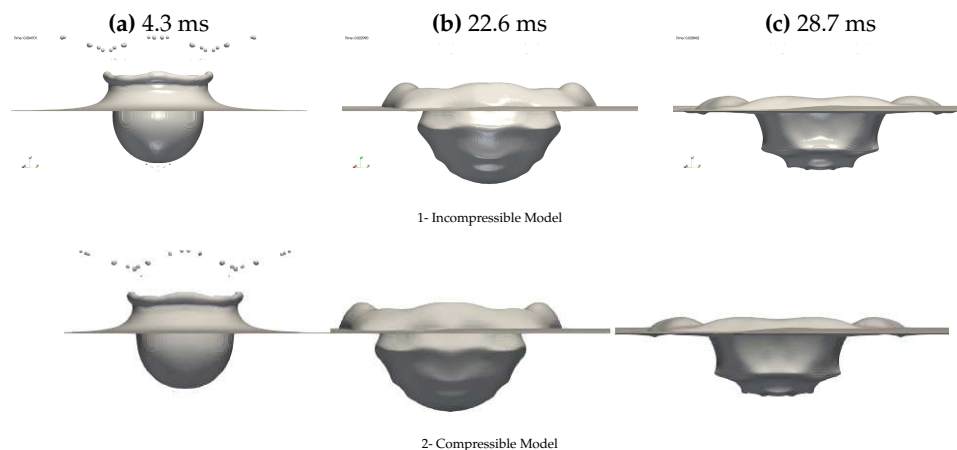 (a) 4.3 ms
(b) 22.6 ms
(c) 28.7 ms
1- Incompressible Model
2- Compressible Model